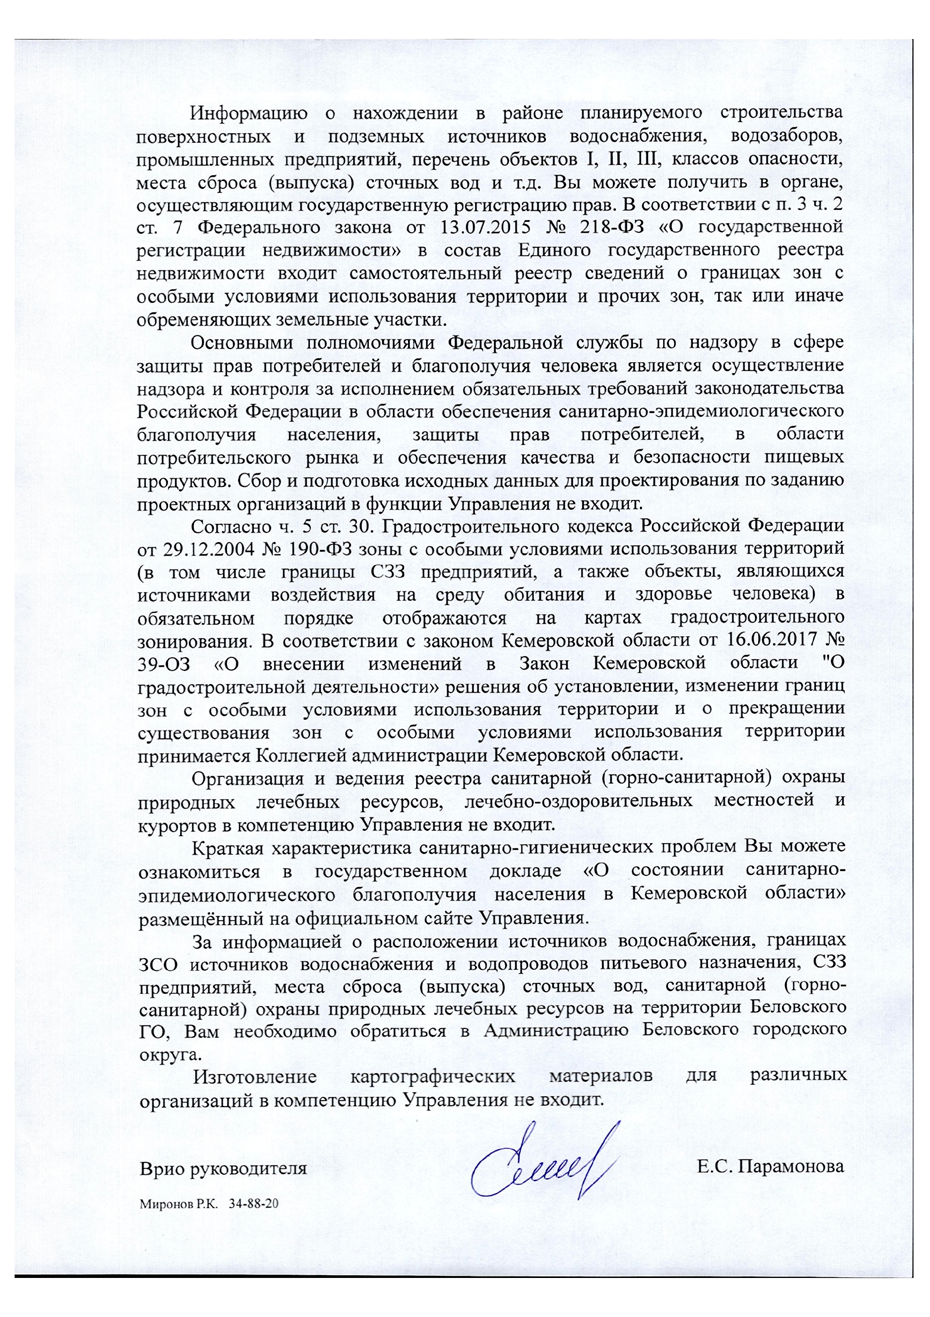 Информацию о нахождении в районе планируемого строительства
поверхностных и подземных источников водоснабжения, водозаборов,
промышленных предприятий, перечень объектов I, II, III, классов опасности,
места сброса (выпуска) сточных вод и т.д. Вы можете получить в органе,
осуществляющим государственную регистрацию прав. В соответствии с п. 3 ч. 2
ст. 7 Федерального закона от 13.07.2015 № 218-ФЗ «О государственной
регистрации недвижимости» в состав Единого государственного реестра
недвижимости входит самостоятельный реестр сведений о границах зон с
особыми условиями использования территории и прочих зон, так или иначе
обременяющих земельные участки.
Основными полномочиями Федеральной службы по надзору в сфере
защиты прав потребителей и благополучия человека является осуществление
надзора и контроля за исполнением обязательных требований законодательства
Российской Федерации в области обеспечения санитарно-эпидемиологического
благополучия населения, защиты прав потребителей, в области
потребительского рынка и обеспечения качества и безопасности пищевых
продуктов. Сбор и подготовка исходных данных для проектирования по заданию
проектных организаций в функции Управления не входит.
Согласно ч. 5 ст. 30. Градостроительного кодекса Российской Федерации
от 29.12.2004 № 190-ФЗ зоны с особыми условиями использования территорий
(в том числе границы СЗЗ предприятий, а также объекты, являющихся
источниками воздействия на среду обитания и здоровье человека) в
обязательном порядке отображаются на картах градостроительного
зонирования. В соответствии с законом Кемеровской области от 16.06.2017 №
39-ОЗ «О внесении изменений в Закон Кемеровской области "О
градостроительной деятельности» решения об установлении, изменении границ
зон с особыми условиями использования территории и о прекращении
существования зон с особыми условиями использования территории
принимается Коллегией администрации Кемеровской области.
Организация и ведения реестра санитарной (горно-санитарной) охраны
природных лечебных ресурсов, лечебно-оздоровительных местностей и
курортов в компетенцию Управления не входит.
Краткая характеристика санитарно-гигиенических проблем Вы можете
ознакомиться в государственном докладе «О состоянии санитарно-
эпидемиологического благополучия населения в Кемеровской области»
размещённый на официальном сайте Управления.
За информацией о расположении источников водоснабжения, границах
ЗСО источников водоснабжения и водопроводов питьевого назначения, СЗЗ
предприятий, места сброса (выпуска) сточных вод, санитарной (горно-
санитарной) охраны природных лечебных ресурсов на территории Беловского
ГО, Вам необходимо обратиться в Администрацию Беловского городского
округа.
Изготовление картографических материалов для различных
организаций в компетенцию Управления не входит.
Врио руководителя Е.С. Парамонова
Миронов Р.К. 34-88-20